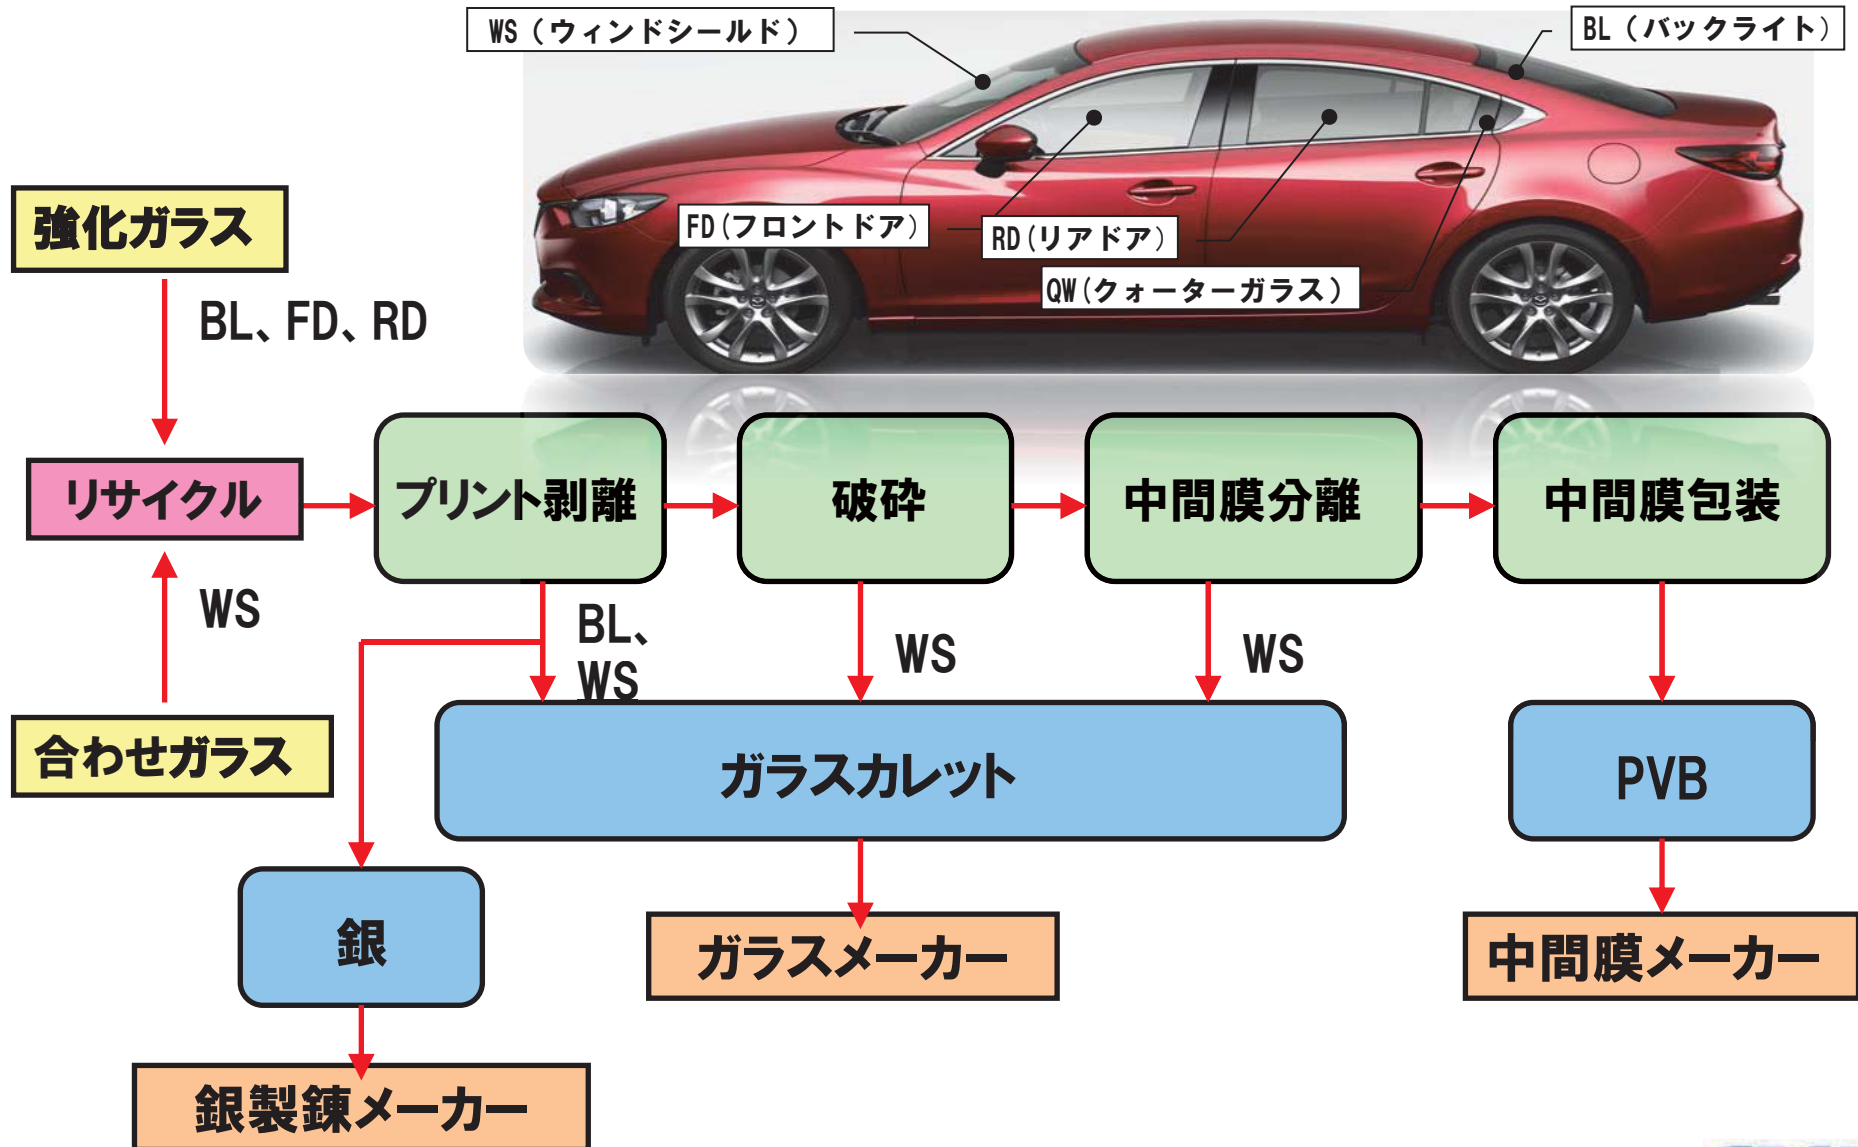 WS（ウィンドシールド）
BL（バックライト）
FD(フロントドア)
RD(リアドア)
QW(クォーターガラス)
強化ガラス
BL、FD、RD
リサイクル
プリント剥離
破砕
中間膜分離
中間膜包装
WS
BL、
WS
WS
WS
合わせガラス
ガラスカレット
PVB
銀
ガラスメーカー
中間膜メーカー
銀製錬メーカー